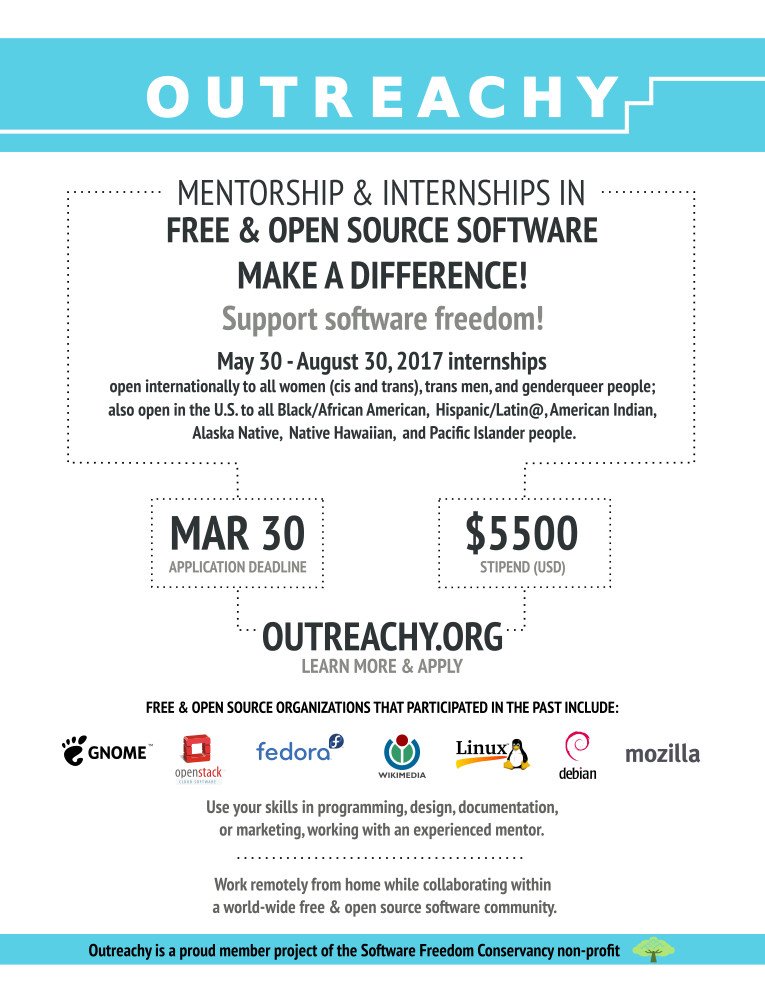 OUTREACHY
MENTORSHIP & INTERNSHIPS IN
FREE & OPEN SOURCE SOFTWARE
MAKE A DIFFERENCE!
Support software freedom!
May 30 - August 30, 2017 internships
open internationally to all women (cis and trans), trans men, and genderqueer people;
also open in the U.S. to all Black/African American, Hispanic/Latin@, American Indian,
Alaska Native, Native Hawaiian, and Pacific Islander people.
MAR 30
APPLICATION DEADLINE
$5500
STIPEND (USD)
OUTREACHY.ORG
LEARN MORE & APPLY
FREE & OPEN SOURCE ORGANIZATIONS THAT PARTICIPATED IN THE PAST INCLUDE:
GNOME™
openstack
CLOUD SOFTWARE
fedora
WIKIMEDIA
Linux
debian
mozilla
Use your skills in programming, design, documentation,
or marketing, working with an experienced mentor.
Work remotely from home while collaborating within
a world-wide free & open source software community.
Outreachy is a proud member project of the Software Freedom Conservancy non-profit